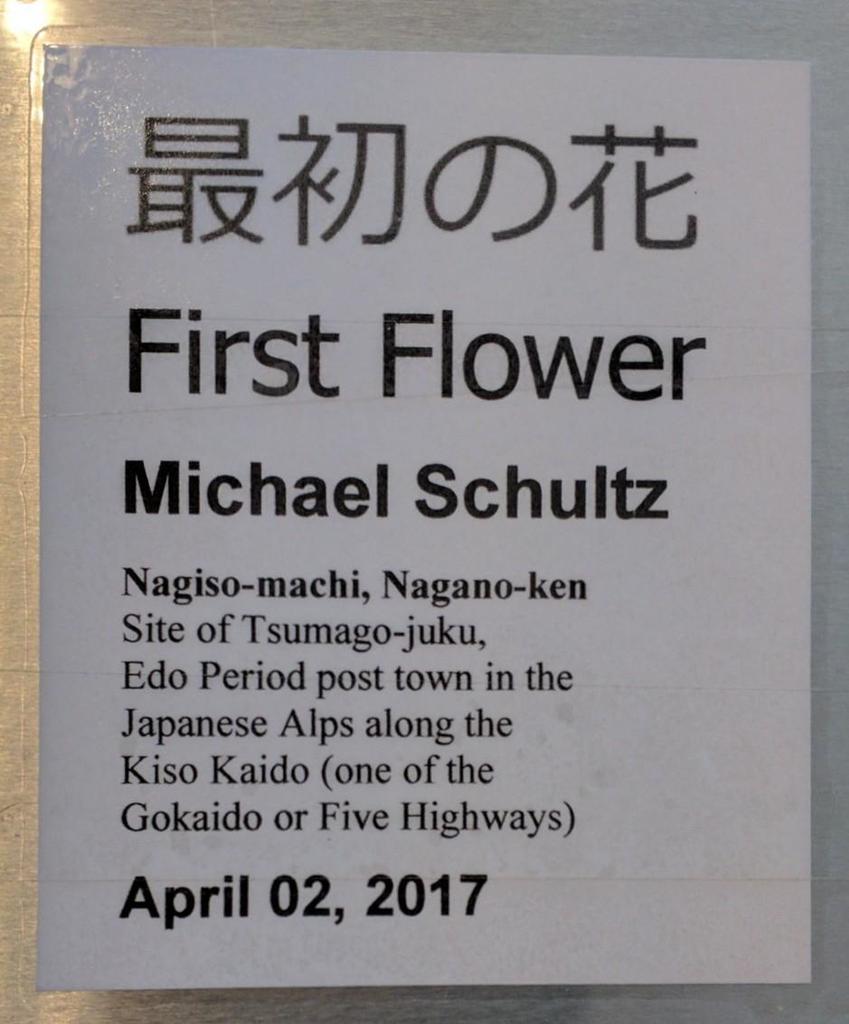 最初の花
First Flower
Michael Schultz
Nagiso-machi, Nagano-ken
Site of Tsumago-juku,
Edo Period post town in the
Japanese Alps along the
Kiso Kaido (one of the
Gokaido or Five Highways)
April 02, 2017